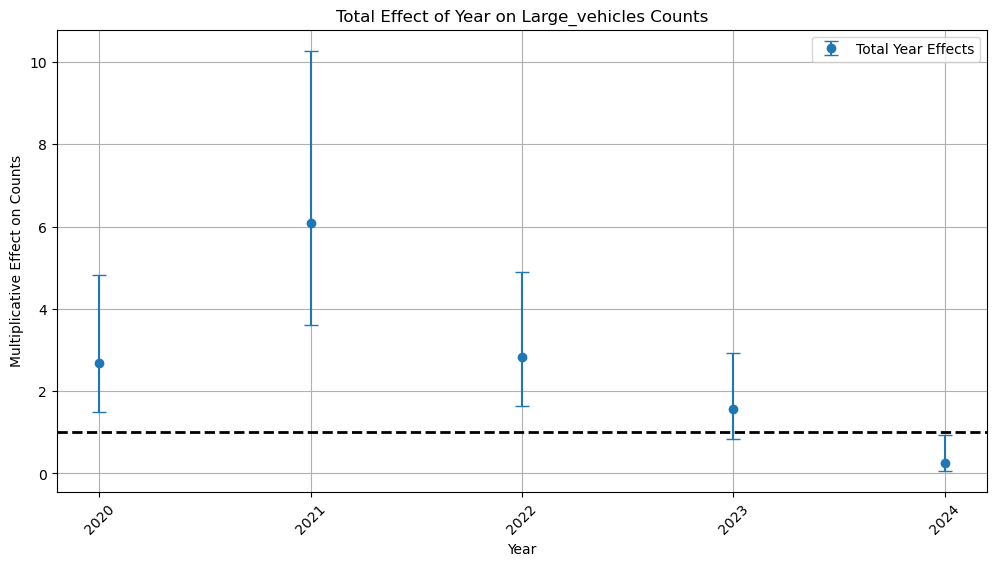 Total Effect of Year on Large_vehicles Counts
Total Year Effects
Multiplicative Effect on Counts
10
8
6
4
2
0
2020
2021
2022
2023
2024
Year